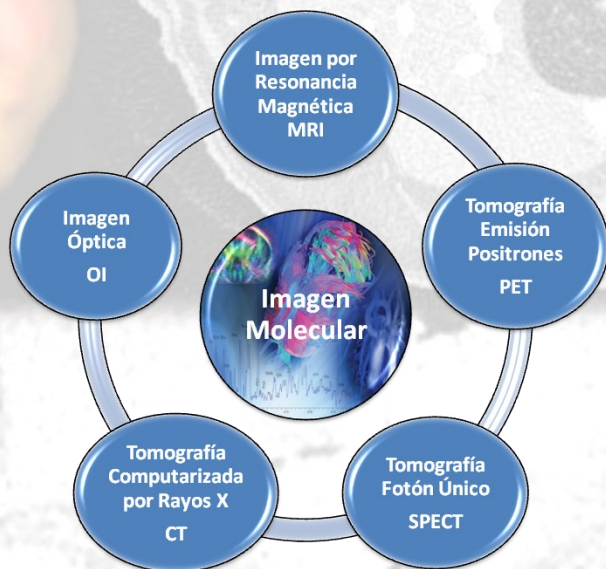 Imagen por
Resonancia
Magnética
MRI
Tomografía
Emisión
Positrones
PET
Tomografía
Fotón Único
SPECT
Tomografía
Computarizada
por Rayos X
CT
Imagen
Óptica
OI
Imagen
Molecular